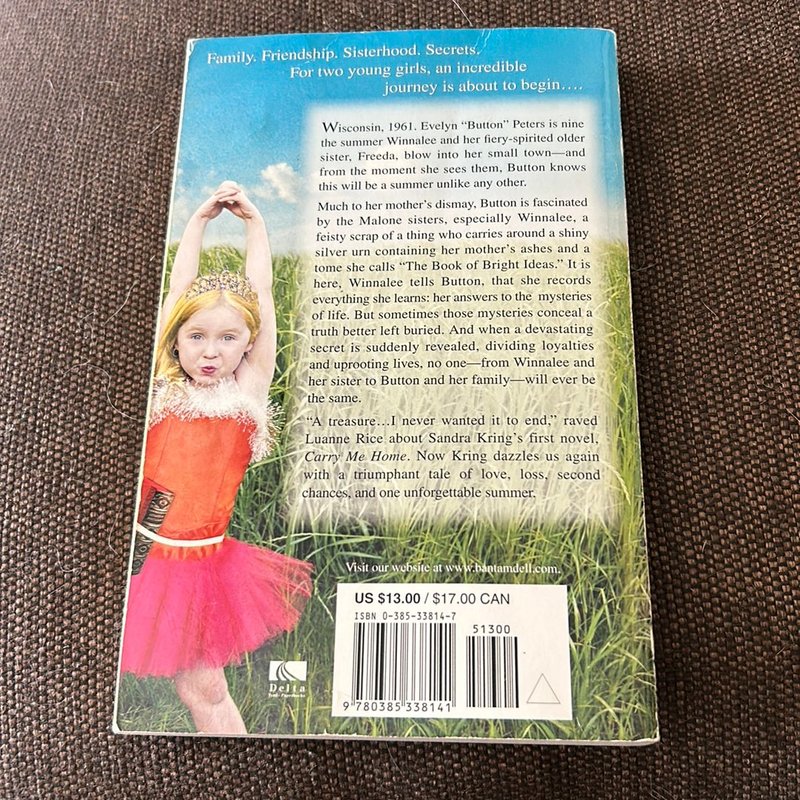 Family. Friendship. Sisterhood. Secrets.
For two young girls, an incredible
journey is about to begin....
Wisconsin, 1961. Evelyn “Button” Peters is nine
the summer Winnalee and her fiery-spirited older
sister, Freeda, blow into her small town—and
from the moment she sees them, Button knows
this will be a summer unlike any other.
Much to her mother’s dismay, Button is fascinated
by the Malone sisters, especially Winnalee, a
feisty scrap of a thing who carries around a shiny
silver urn containing her mother’s ashes and a
tome she calls “The Book of Bright Ideas.” It is
here, Winnalee tells Button, that she records
everything she learns: her answers to the mysteries
of life. But sometimes those mysteries conceal a
truth better left buried. And when a devastating
secret is suddenly revealed, dividing loyalties
and uprooting lives, no one—from Winnalee and
her sister to Button and her family—will ever be
the same.
“A treasure...I never wanted it to end,” raved
Luanne Rice about Sandra Kring’s first novel,
Carry Me Home. Now Kring dazzles us again
with a triumphant tale of love, loss, second
chances, and one unforgettable summer.
Visit our website at www.bantamdell.com.
US $13.00 / $17.00 CAN
ISBN 0-385-33814-7
51300
9 780385 338141
Delta
Trade Paperbacks